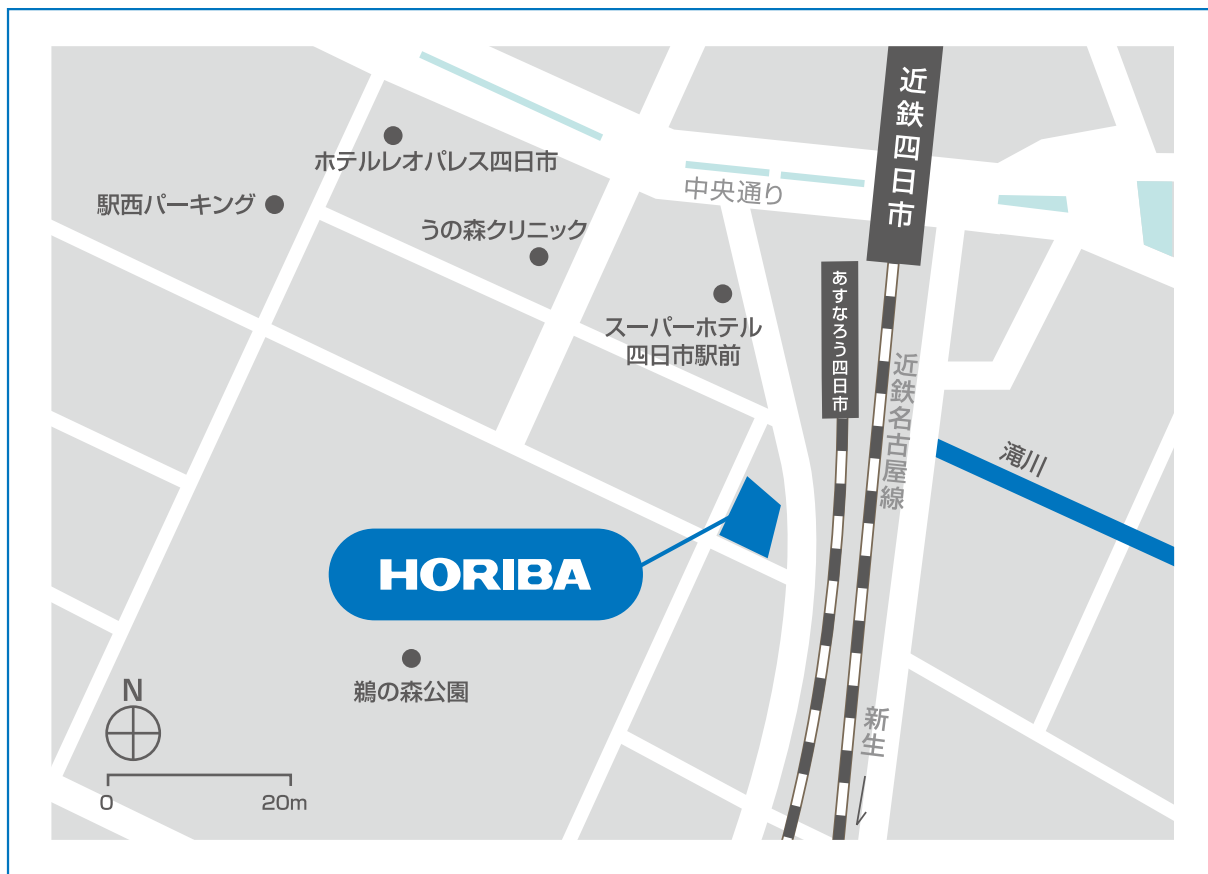 近鉄四日市
ホテルレオパレス四日市
駅西パーキング
中央通り
うの森クリニック
あすなろう四日市
スーパーホテル
四日市駅前
近鉄名古屋線
滝川
HORIBA
鵜の森公園
新生
N
0 20m